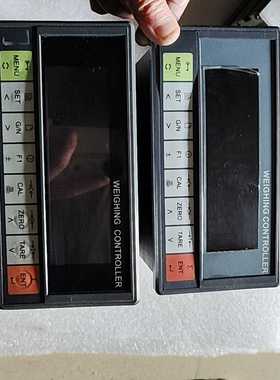 MENU
SET
G/N
F1
CAL
ZERO
TARE
ENT
WEIGHING CONTROLLER
MENU
SET
G/N
F1
CAL
ZERO
TARE
ENT
WEIGHING CONTROLLER